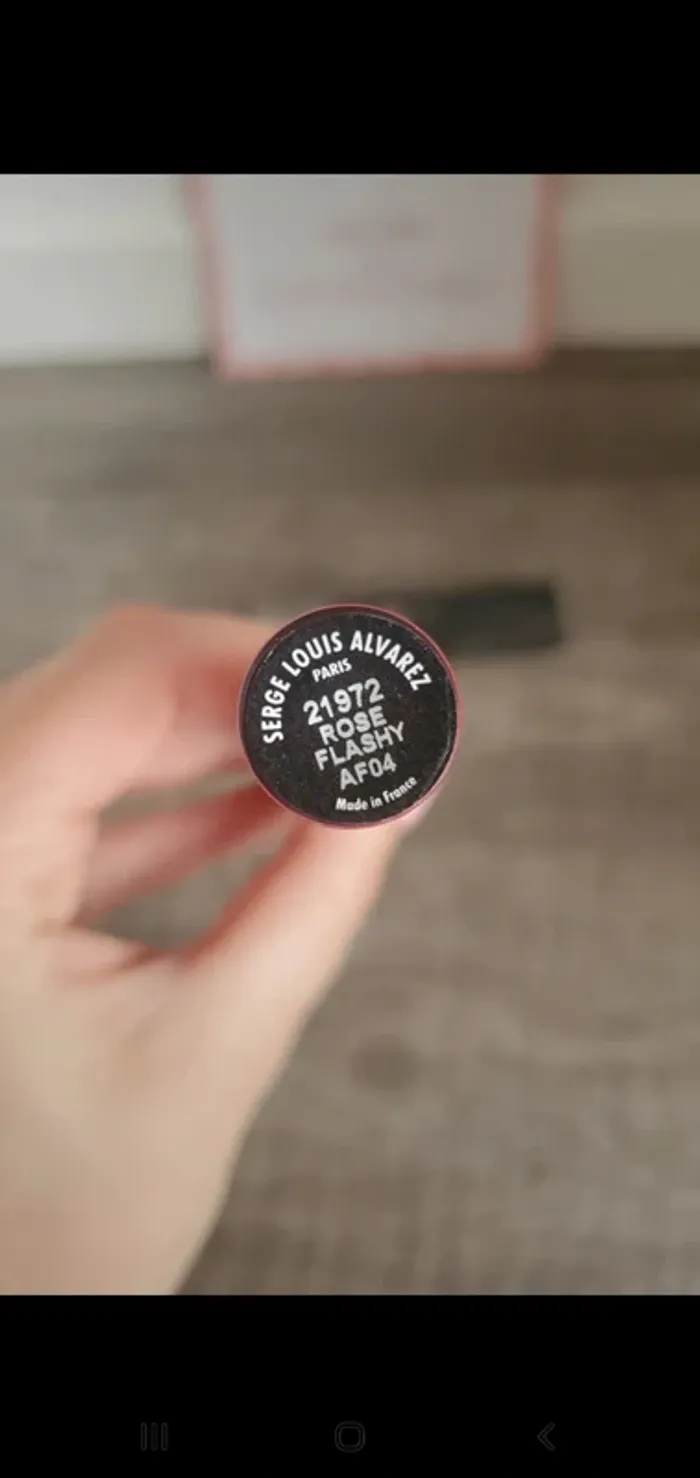 SERGE LOUIS ALVAREZ
PARIS
21972
ROSE
FLASHY
AF04
Made in France